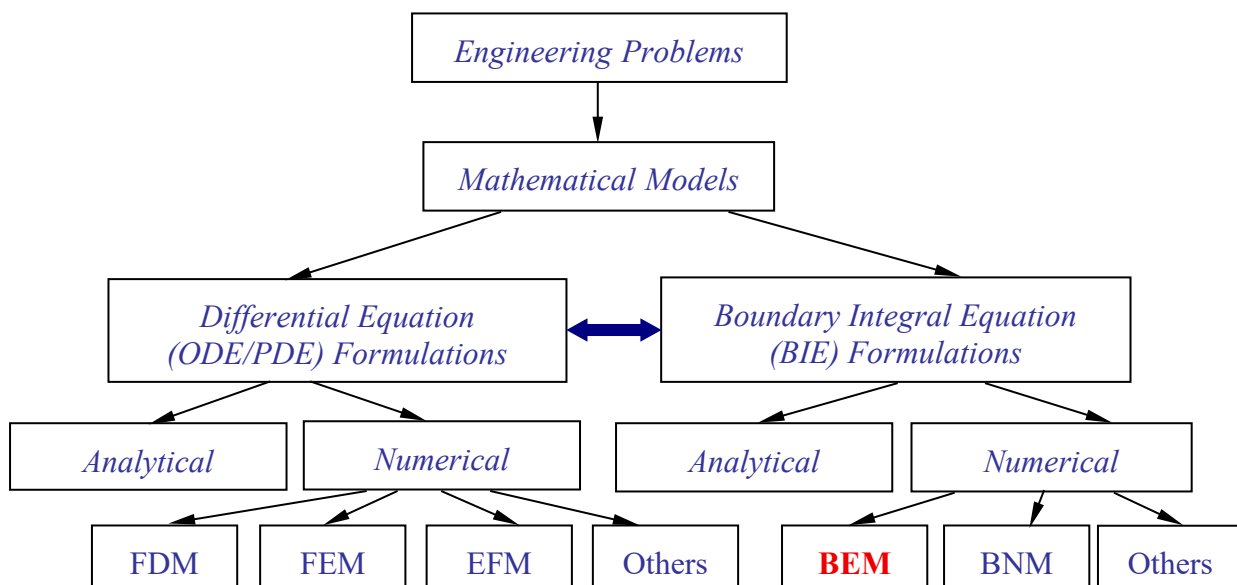 Engineering Problems
Mathematical Models
Differential Equation
(ODE/PDE) Formulations
Boundary Integral Equation
(BIE) Formulations
Analytical
Numerical
Analytical
Numerical
FDM
FEM
EFM
Others
BEM
BNM
Others